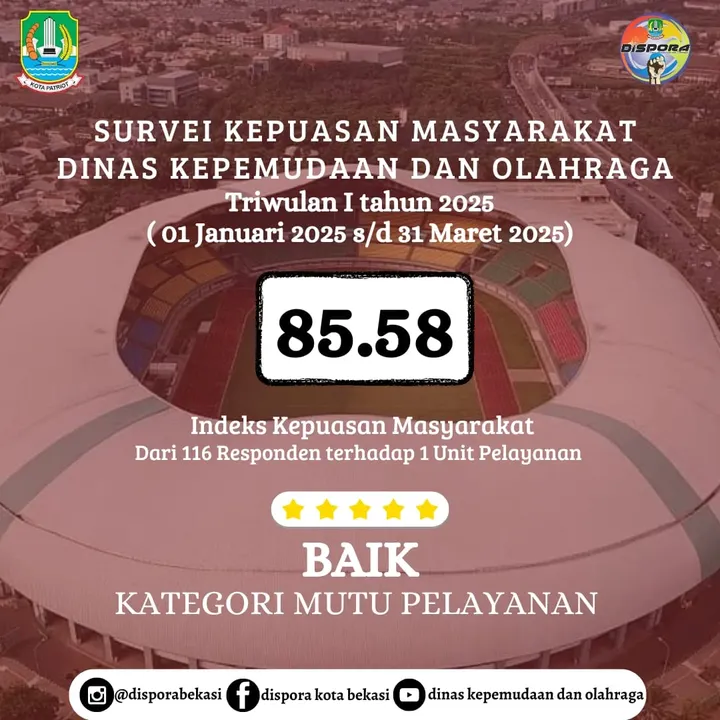 KOTA PATRIOT
DISPORA
SURVEI KEPUASAN MASYARAKAT
DINAS KEPEMUDAAN DAN OLAHRAGA
Triwulan I tahun 2025
( 01 Januari 2025 s/d 31 Maret 2025)
85.58
Indeks Kepuasan Masyarakat
Dari 116 Responden terhadap 1 Unit Pelayanan
BAIK
KATEGORI MUTU PELAYANAN
@disporabekasi dispora kota bekasi dinas kepemudaan dan olahraga